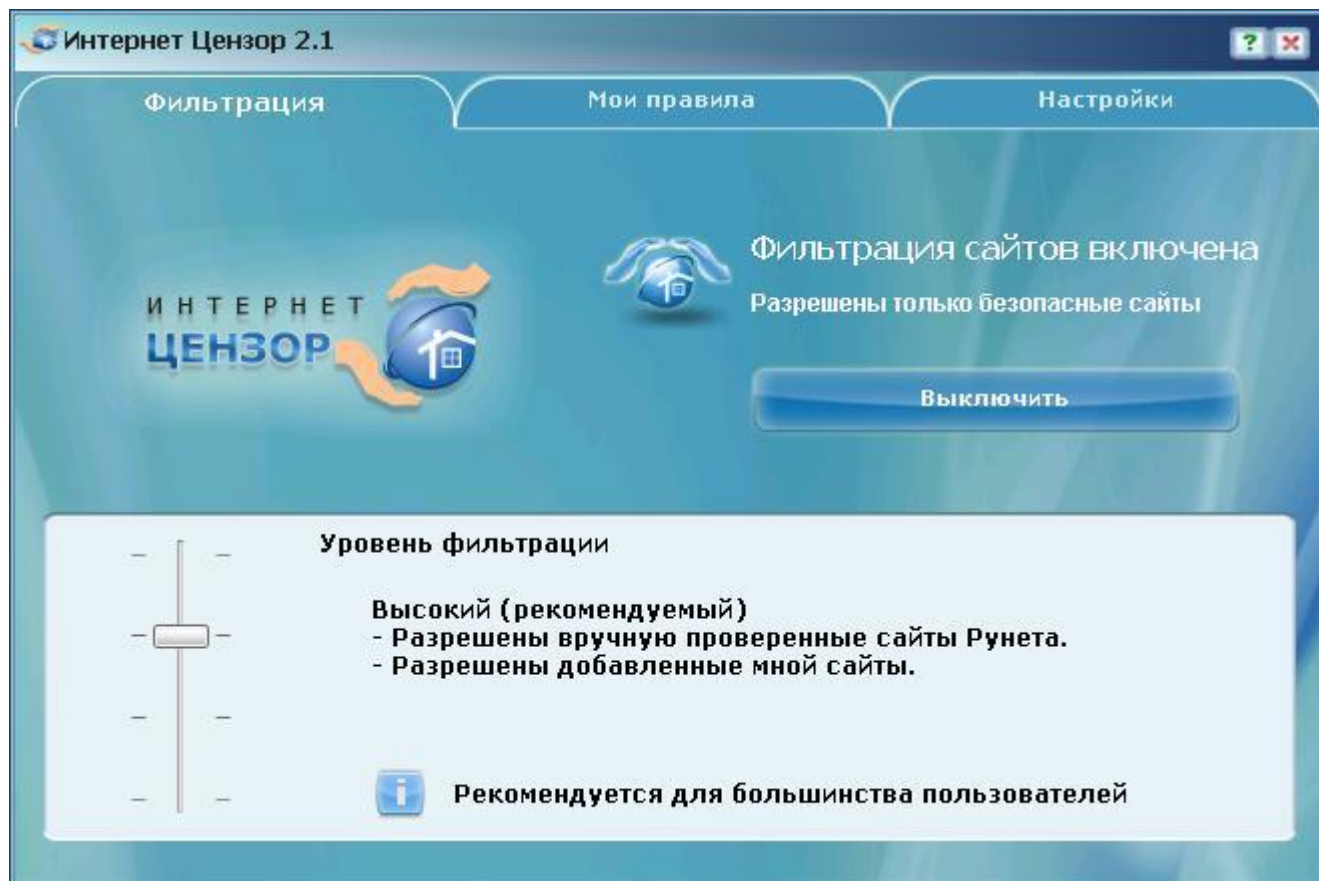 Интернет Цензор 2.1
?
Фильтрация
Мои правила
Настройки
ИНТЕРНЕТ
ЦЕНЗОР
Фильтрация сайтов включена
Разрешены только безопасные сайты
Выключить
Уровень фильтрации
Высокий (рекомендуемый)
- Разрешены вручную проверенные сайты Рунета.
- Разрешены добавленные мной сайты.
i
Рекомендуется для большинства пользователей